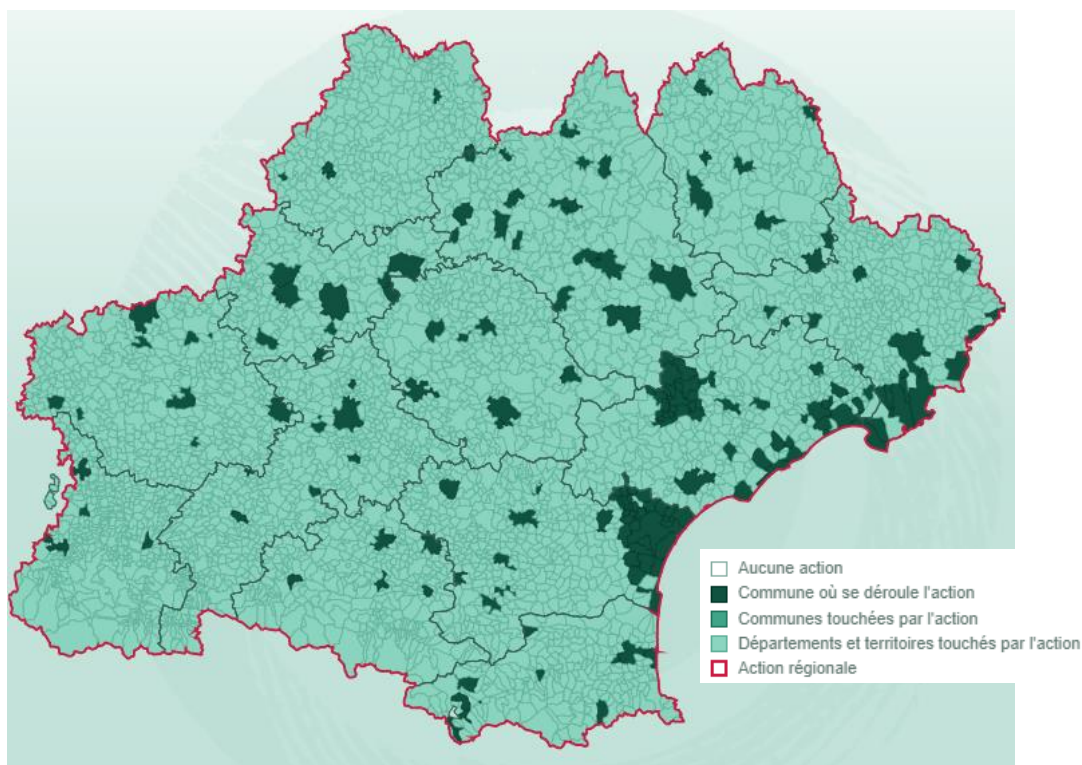 Aucune action
Commune où se déroule l'action
Communes touchées par l'action
Départements et territoires touchés par l'action
Action régionale